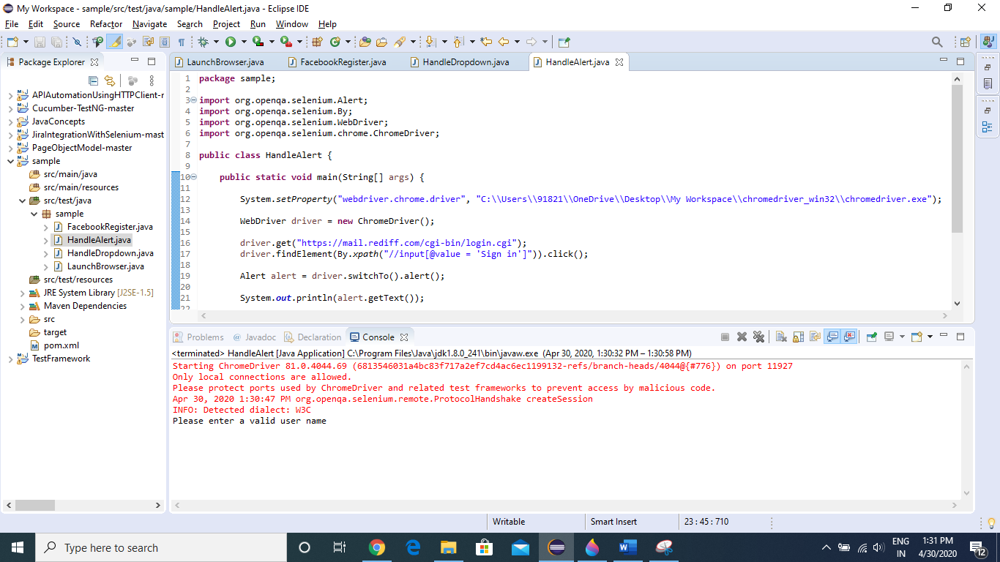 My Workspace - sample/src/test/java/sample/HandleAlert.java - Eclipse IDE
File Edit Source Refactor Navigate Search Project Run Window Help
Package Explorer
APIAutomationUsingHTTPClient-r
Cucumber-TestNG-master
JavaConcepts
JiraIntegrationWithSelenium-mast
PageObjectModel-master
sample
src/main/java
src/main/resources
src/test/java
sample
FacebookRegister.java
HandleAlert.java
HandleDropdown.java
LaunchBrowser.java
src/test/resources
JRE System Library [J2SE-1.5]
Maven Dependencies
src
target
pom.xml
TestFramework
LaunchBrowser.java FacebookRegister.java HandleDropdown.java HandleAlert.java
1 package sample;
2
3 import org.openqa.selenium.Alert;
4 import org.openqa.selenium.By;
5 import org.openqa.selenium.WebDriver;
6 import org.openqa.selenium.chrome.ChromeDriver;
7
8 public class HandleAlert {
9
10 public static void main(String[] args) {
11
12 System.setProperty("webdriver.chrome.driver", "C:\\Users\\91821\\OneDrive\\Desktop\\My Workspace\\chromedriver_win32\\chromedriver.exe");
13
14 WebDriver driver = new ChromeDriver();
15
16 driver.get("https://mail.rediff.com/cgi-bin/login.cgi");
17 driver.findElement(By.xpath("//input[@value = 'Sign in']")).click();
18
19 Alert alert = driver.switchTo().alert();
20
21 System.out.println(alert.getText());
22
Problems @ Javadoc Declaration Console
<terminated> HandleAlert [Java Application] C:\Program Files\Java\jdk1.8.0_241\bin\javaw.exe (Apr 30, 2020, 1:30:32 PM – 1:30:58 PM)
Starting ChromeDriver 81.0.4044.69 (6813546031a4bc83f717a2ef7cd4ac6ec1199132-refs/branch-heads/4044@{#776}) on port 11927
Only local connections are allowed.
Please protect ports used by ChromeDriver and related test frameworks to prevent access by malicious code.
Apr 30, 2020 1:30:47 PM org.openqa.selenium.remote.ProtocolHandshake createSession
INFO: Detected dialect: W3C
Please enter a valid user name
Writable Smart Insert 23 : 45 : 710
Type here to search
ENG
IN
1:31 PM
4/30/2020
12